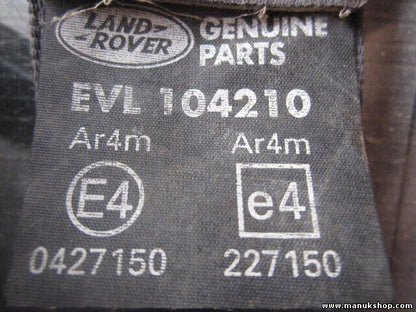 LAND ROVER
GENUINE PARTS
EVL 104210
Ar4m Ar4m
E4 e4
0427150 227150
www.manukshop.com